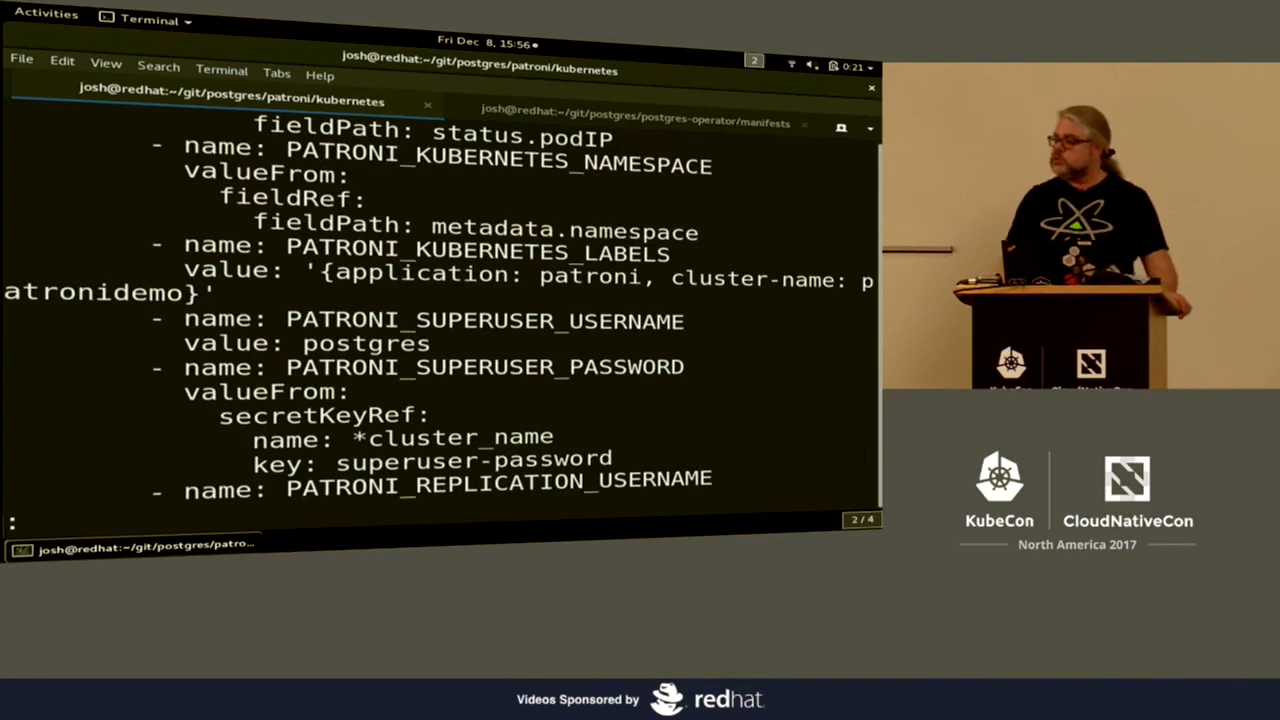 Activities
Terminal
Fri Dec 8, 15:56
josh@redhat:~/git/postgres/patroni/kubernetes
2
0:21
File Edit View Search Terminal Tabs Help
josh@redhat:~/git/postgres/patroni/kubernetes
josh@redhat:~/git/postgres/postgres-operator/manifests
fieldPath: status.podIP
- name: PATRONI_KUBERNETES_NAMESPACE
valueFrom:
fieldRef:
fieldPath: metadata.namespace
- name: PATRONI_KUBERNETES_LABELS
value: '{application: patroni, cluster-name: p
atronidemo}'
- name: PATRONI_SUPERUSER_USERNAME
value: postgres
- name: PATRONI_SUPERUSER_PASSWORD
valueFrom:
secretKeyRef:
name: *cluster_name
key: superuser-password
- name: PATRONI_REPLICATION_USERNAME
:
2 / 4
josh@redhat:~/git/postgres/patro...
KubeCon
CloudNativeCon
North America 2017
Videos Sponsored by
redhat.